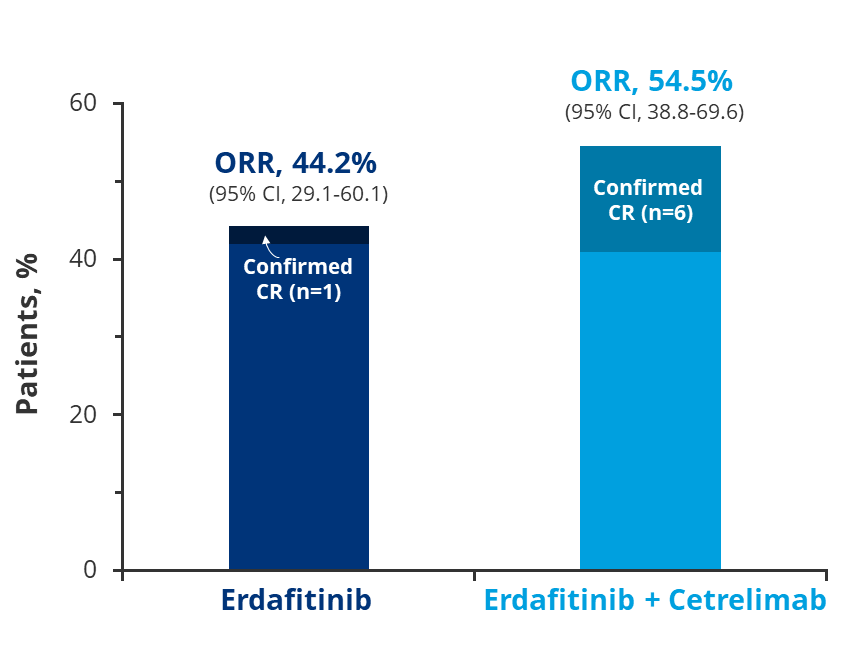 ORR, 54.5%
(95% CI, 38.8-69.6)
60
ORR, 44.2%
(95% CI, 29.1-60.1)
Confirmed
CR (n=6)
40
Confirmed
CR (n=1)
Patients, %
20
0
Erdafitinib
Erdafitinib + Cetrelimab